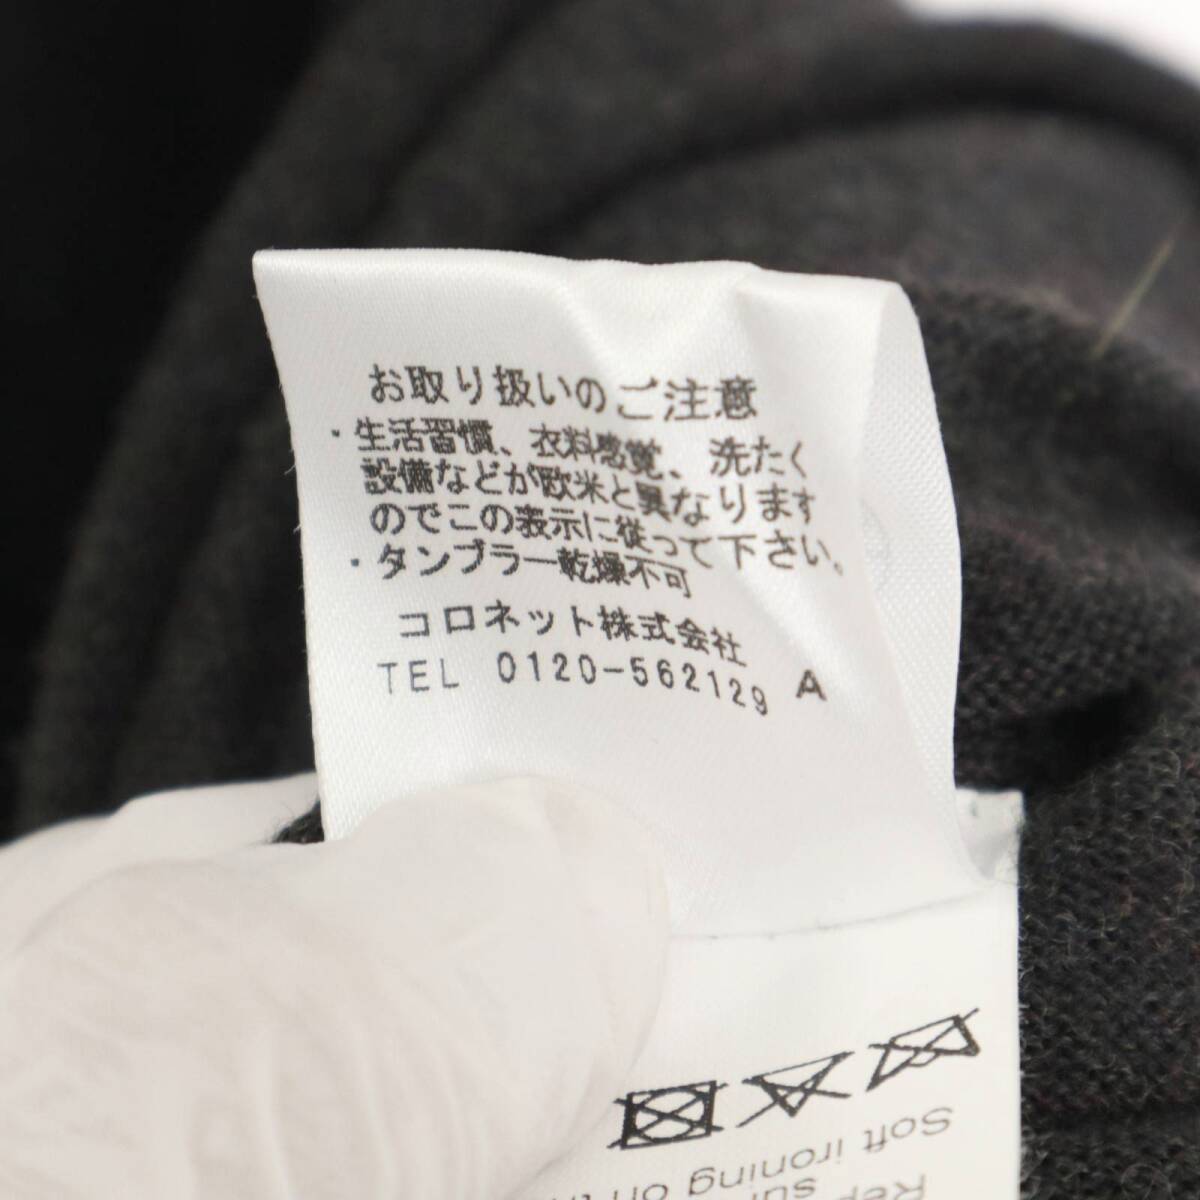 お取り扱いのご注意
・生活習慣、衣料感覚、洗たく
設備などが欧米と異なります
のでこの表示に従って下さい。
・タンブラー乾燥不可
コロネット株式会社
TEL 0120-562129 A
Soft ironing
on th